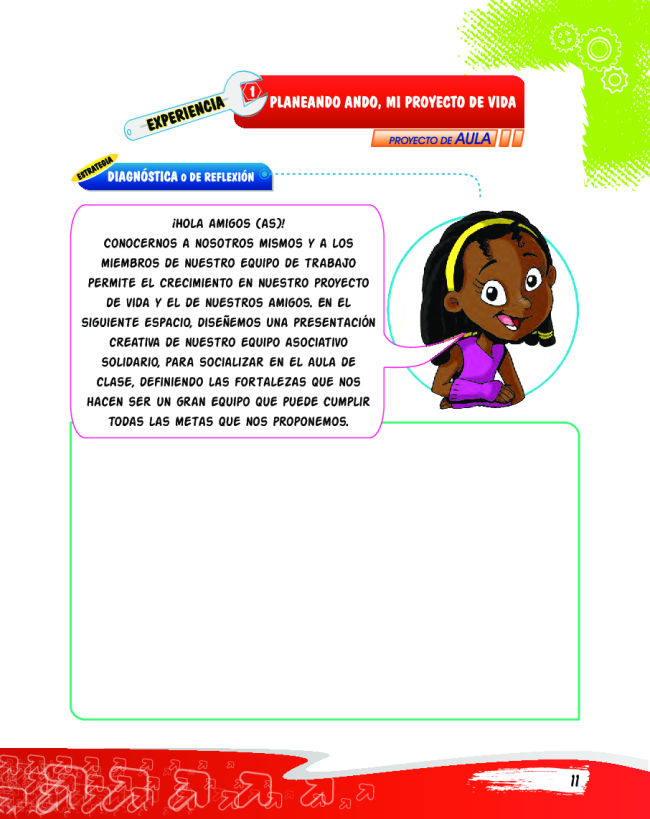 EXPERIENCIA 1 PLANEANDO ANDO, MI PROYECTO DE VIDA
PROYECTO DE AULA
ESTRATEGIA
DIAGNÓSTICA O DE REFLEXIÓN
¡HOLA AMIGOS (AS)!
CONOCERNOS A NOSOTROS MISMOS Y A LOS
MIEMBROS DE NUESTRO EQUIPO DE TRABAJO
PERMITE EL CRECIMIENTO EN NUESTRO PROYECTO
DE VIDA Y EL DE NUESTROS AMIGOS. EN EL
SIGUIENTE ESPACIO, DISEÑEMOS UNA PRESENTACIÓN
CREATIVA DE NUESTRO EQUIPO ASOCIATIVO
SOLIDARIO, PARA SOCIALIZAR EN EL AULA DE
CLASE, DEFINIENDO LAS FORTALEZAS QUE NOS
HACEN SER UN GRAN EQUIPO QUE PUEDE CUMPLIR
TODAS LAS METAS QUE NOS PROPONEMOS.
11